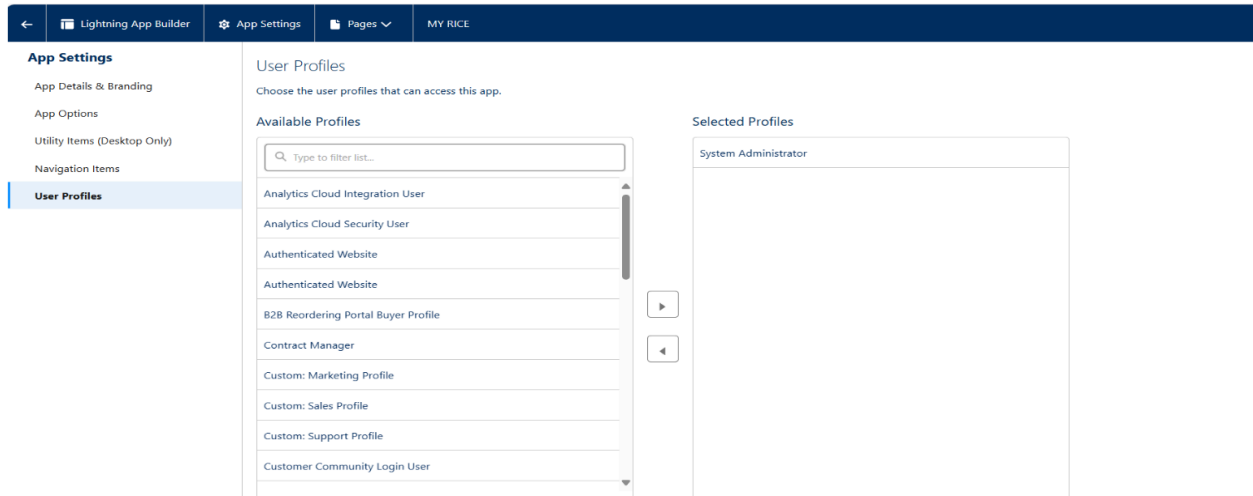 Lightning App Builder
App Settings
Pages
MY RICE
App Settings
App Details & Branding
App Options
Utility Items (Desktop Only)
Navigation Items
User Profiles
User Profiles
Choose the user profiles that can access this app.
Available Profiles
Type to filter list...
Analytics Cloud Integration User
Analytics Cloud Security User
Authenticated Website
Authenticated Website
B2B Reordering Portal Buyer Profile
Contract Manager
Custom: Marketing Profile
Custom: Sales Profile
Custom: Support Profile
Customer Community Login User
Selected Profiles
System Administrator